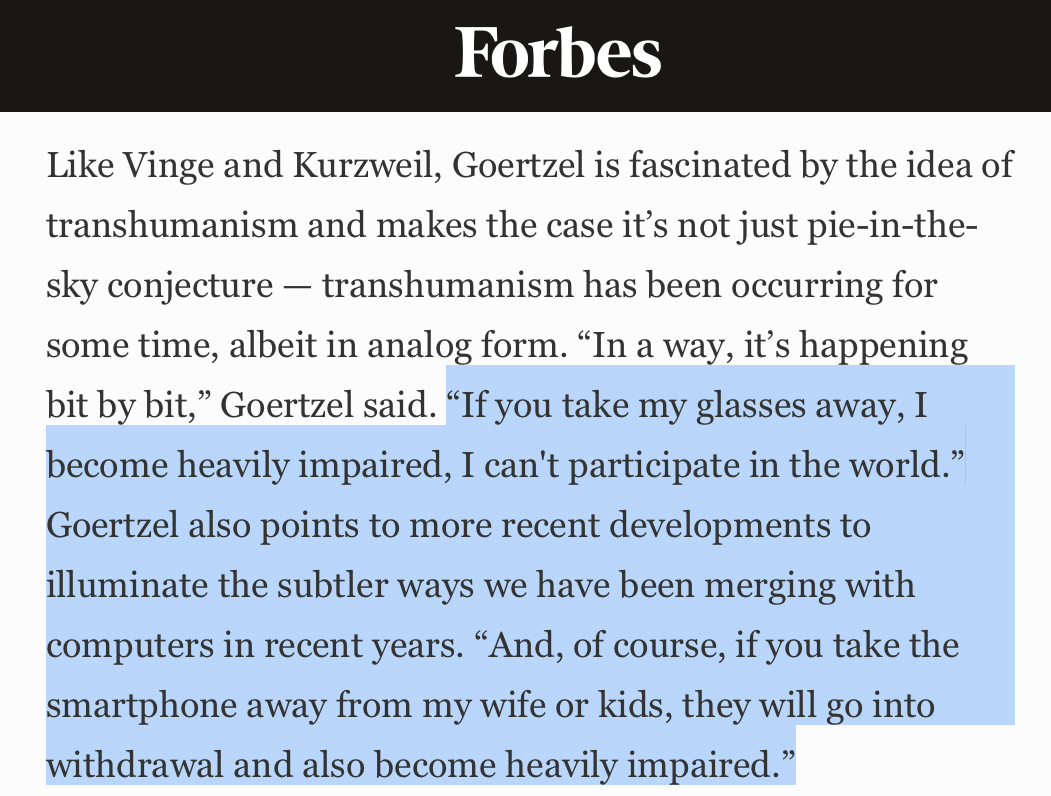 Forbes
Like Vinge and Kurzweil, Goertzel is fascinated by the idea of
transhumanism and makes the case it’s not just pie-in-the-
sky conjecture — transhumanism has been occurring for
some time, albeit in analog form. “In a way, it’s happening
bit by bit,” Goertzel said. “If you take my glasses away, I
become heavily impaired, I can't participate in the world.”
Goertzel also points to more recent developments to
illuminate the subtler ways we have been merging with
computers in recent years. “And, of course, if you take the
smartphone away from my wife or kids, they will go into
withdrawal and also become heavily impaired.”